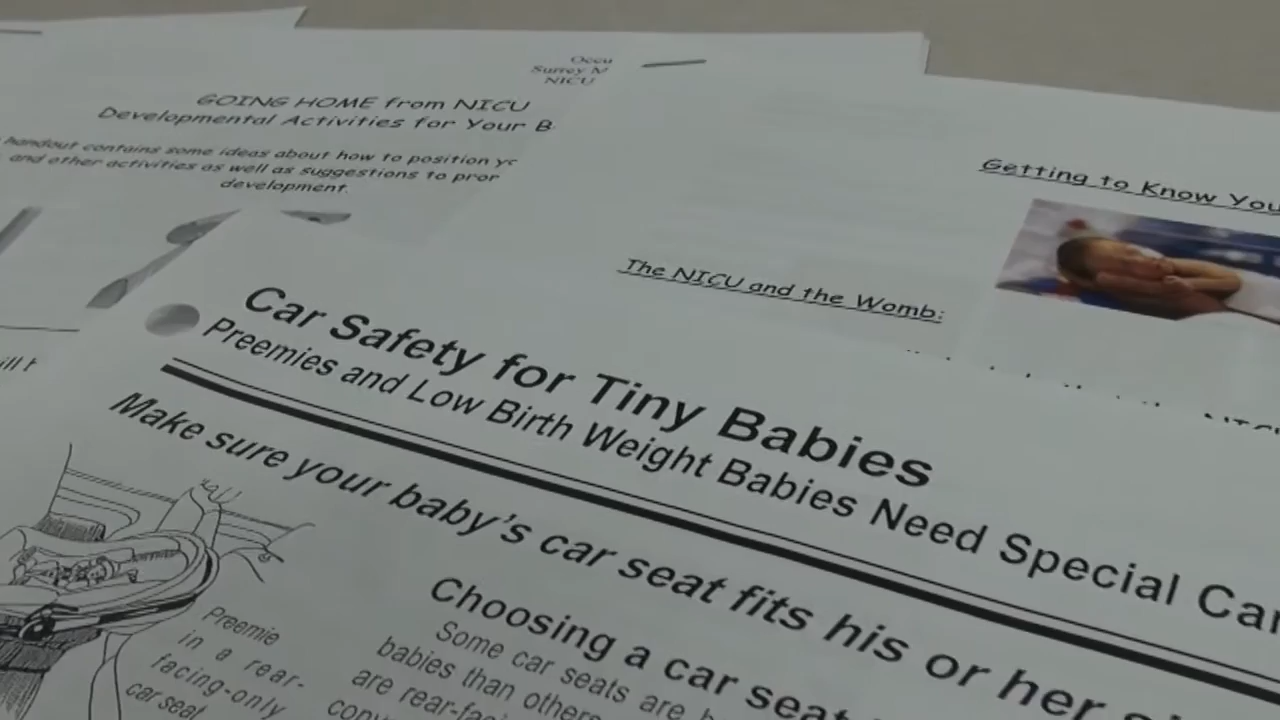 Occu
Surrey M
NICU
GOING HOME from NICU
Developmental Activities for Your B
handout contains some ideas about how to position
and other activities as well as suggestions to
development.
Getting to Know You
The NICU and the Womb:
Car Safety for Tiny Babies
Preemies and Low Birth Weight Babies Need Special Car
Make sure your baby's car seat fits his or her
Choosing a car seat
Some car seats are
babies than others
are rear-fac
conv
Preemie
in a rear-
facing-only
car seat